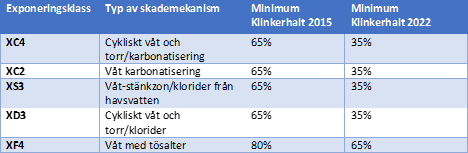 Exponeringsklass Typ av skademekanism Minimum Klinkerhalt 2015 Minimum Klinkerhalt 2022
XC4 Cykliskt våt och torr/karbonatisering 65% 35%
XC2 Våt karbonatisering 65% 35%
XS3 Våt-stänkzon/klorider från havsvatten 65% 35%
XD3 Cykliskt våt och torr/klorider 65% 35%
XF4 Våt med tösalter 80% 65%